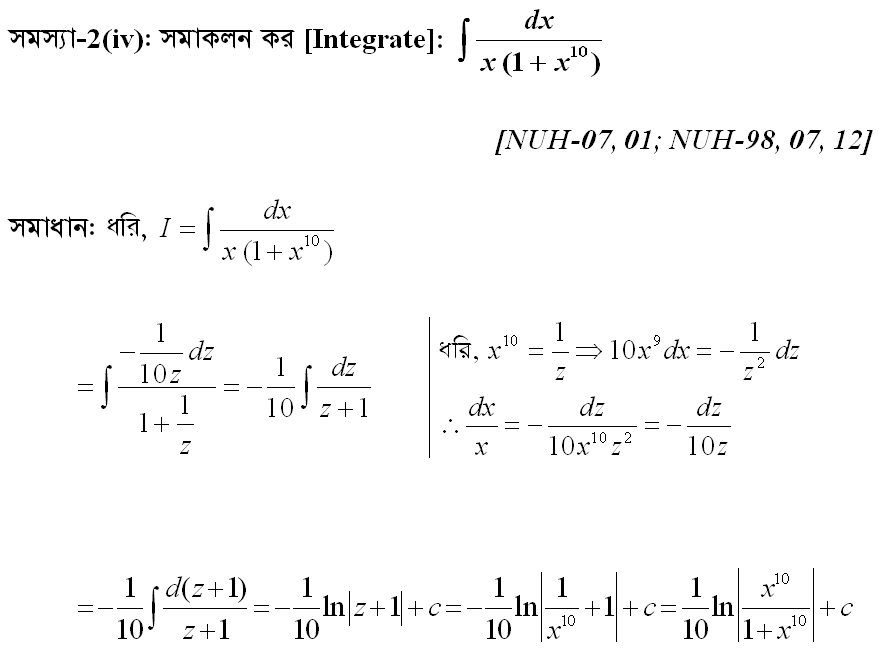 সমস্যা-2(iv): সমাকলন কর [Integrate]: ∫ dx / x (1 + x¹⁰)
[NUH-07, 01; NUH-98, 07, 12]
সমাধান: ধরি, I = ∫ dx / x (1 + x¹⁰)
= ∫ (−(1/10z) dz) / (1 + 1/z) = −(1/10) ∫ dz / (z + 1)
ধরি, x¹⁰ = 1/z ⇒ 10x⁹ dx = −(1/z²) dz
∴ dx/x = −dz / (10x¹⁰z²) = −dz / 10z
= −(1/10) ∫ d(z + 1) / (z + 1) = −(1/10) ln|z + 1| + c = −(1/10) ln|1/x¹⁰ + 1| + c = (1/10) ln|x¹⁰ / (1 + x¹⁰)| + c